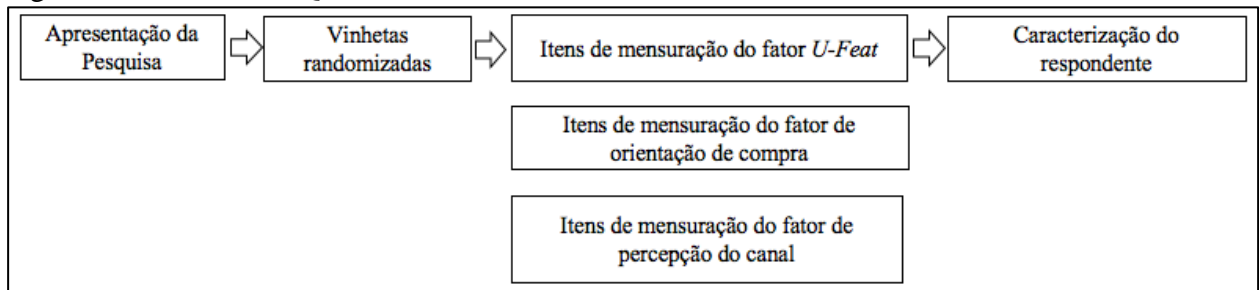 Apresentação da
Pesquisa
Vinhetas
randomizadas
Itens de mensuração do fator U-Feat
Caracterização do
respondente
Itens de mensuração do fator de
orientação de compra
Itens de mensuração do fator de
percepção do canal